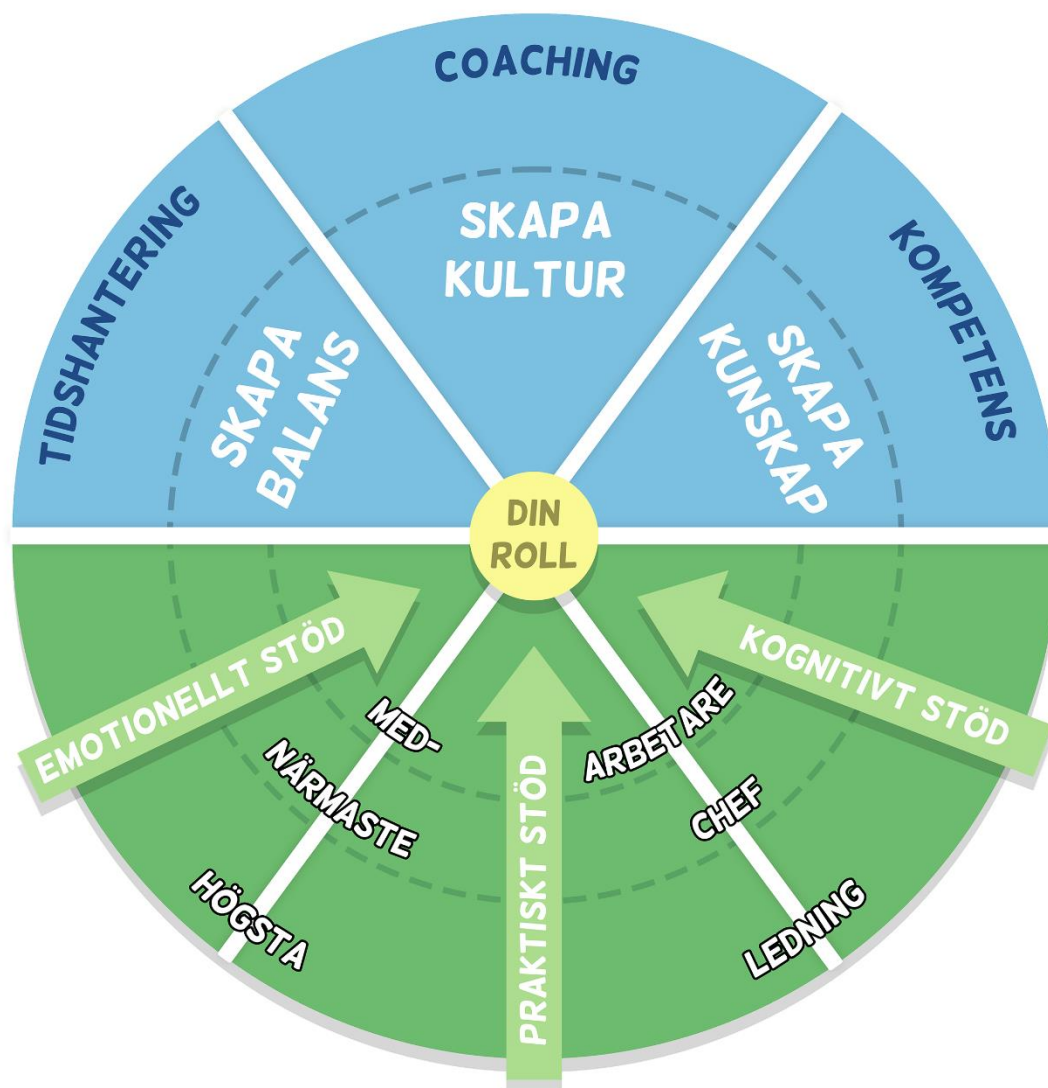 COACHING
TIDSHANTERING
KOMPETENS
SKAPA
KULTUR
SKAPA
BALANS
SKAPA
KUNSKAP
DIN
ROLL
EMOTIONELLT STÖD
PRAKTISKT STÖD
KOGNITIVT STÖD
MED-
ARBETARE
NÄRMASTE
CHEF
HÖGSTA
LEDNING